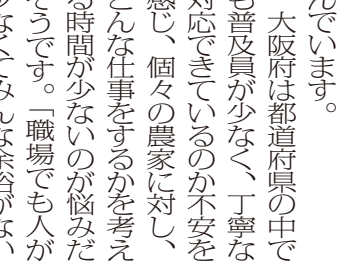 んでいます。
　大阪府は都道府県の中で
も普及員が少なく、丁寧な
対応できているのか不安を
感じ、個々の農家に対し、
どんな仕事をするかを考え
る時間が少ないのが悩みだ
そうです。「職場でも人が
少なくてみんな余裕がない